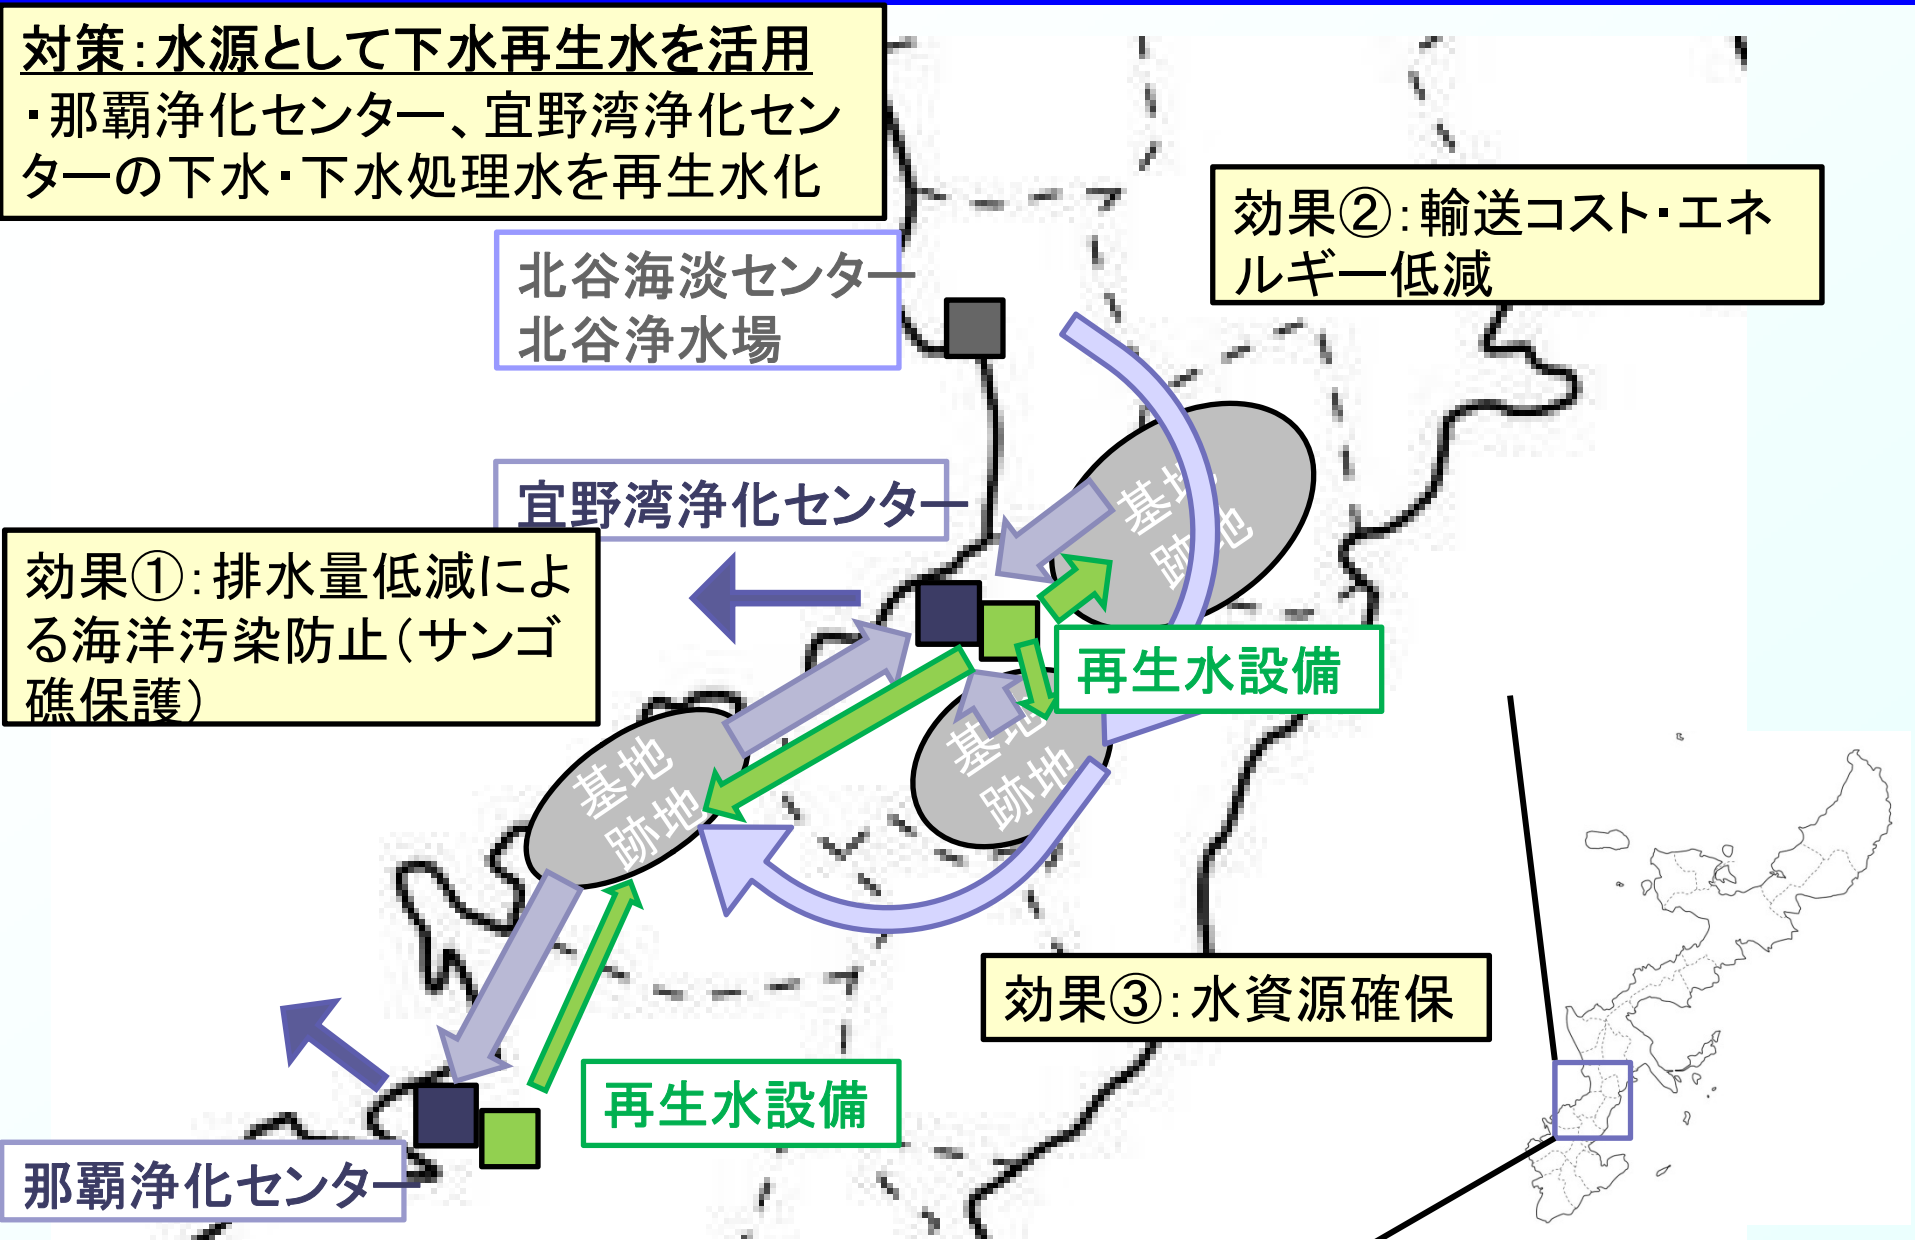 対策：水源として下水再生水を活用
・那覇浄化センター、宜野湾浄化セン
ターの下水・下水処理水を再生水化
効果②：輸送コスト・エネ
ルギー低減
北谷海淡センター
北谷浄水場
宜野湾浄化センター
基地
跡地
効果①：排水量低減によ
る海洋汚染防止（サンゴ
礁保護）
再生水設備
基地
跡地
基地
跡地
効果③：水資源確保
再生水設備
那覇浄化センター